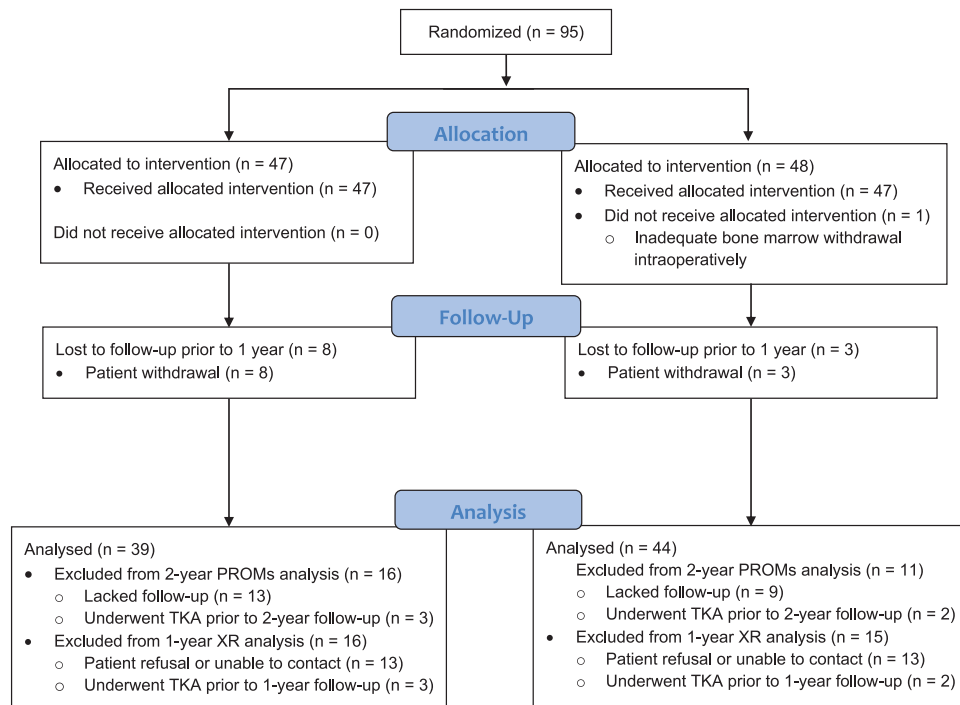 Randomized (n = 95)
Allocation
Allocated to intervention (n = 47)
• Received allocated intervention (n = 47)
Did not receive allocated intervention (n = 0)
Allocated to intervention (n = 48)
• Received allocated intervention (n = 47)
• Did not receive allocated intervention (n = 1)
○ Inadequate bone marrow withdrawal
intraoperatively
Follow-Up
Lost to follow-up prior to 1 year (n = 8)
• Patient withdrawal (n = 8)
Lost to follow-up prior to 1 year (n = 3)
• Patient withdrawal (n = 3)
Analysis
Analysed (n = 39)
• Excluded from 2-year PROMs analysis (n = 16)
○ Lacked follow-up (n = 13)
○ Underwent TKA prior to 2-year follow-up (n = 3)
• Excluded from 1-year XR analysis (n = 16)
○ Patient refusal or unable to contact (n = 13)
○ Underwent TKA prior to 1-year follow-up (n = 3)
Analysed (n = 44)
Excluded from 2-year PROMs analysis (n = 11)
○ Lacked follow-up (n = 9)
○ Underwent TKA prior to 2-year follow-up (n = 2)
• Excluded from 1-year XR analysis (n = 15)
○ Patient refusal or unable to contact (n = 13)
○ Underwent TKA prior to 1-year follow-up (n = 2)